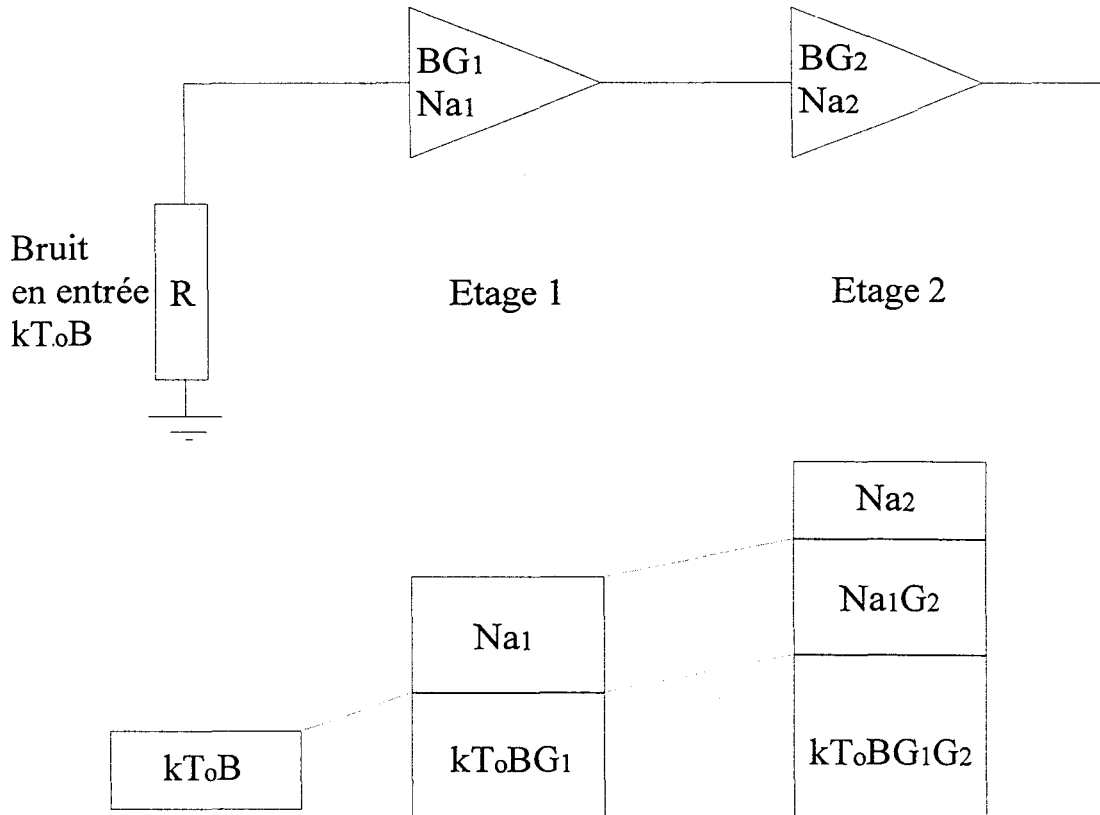 BG1
Na1
BG2
Na2
Bruit
en entrée
kToB
R
Etage 1
Etage 2
Na2
Na1G2
kToBG1G2
Na1
kToBG1
kToB